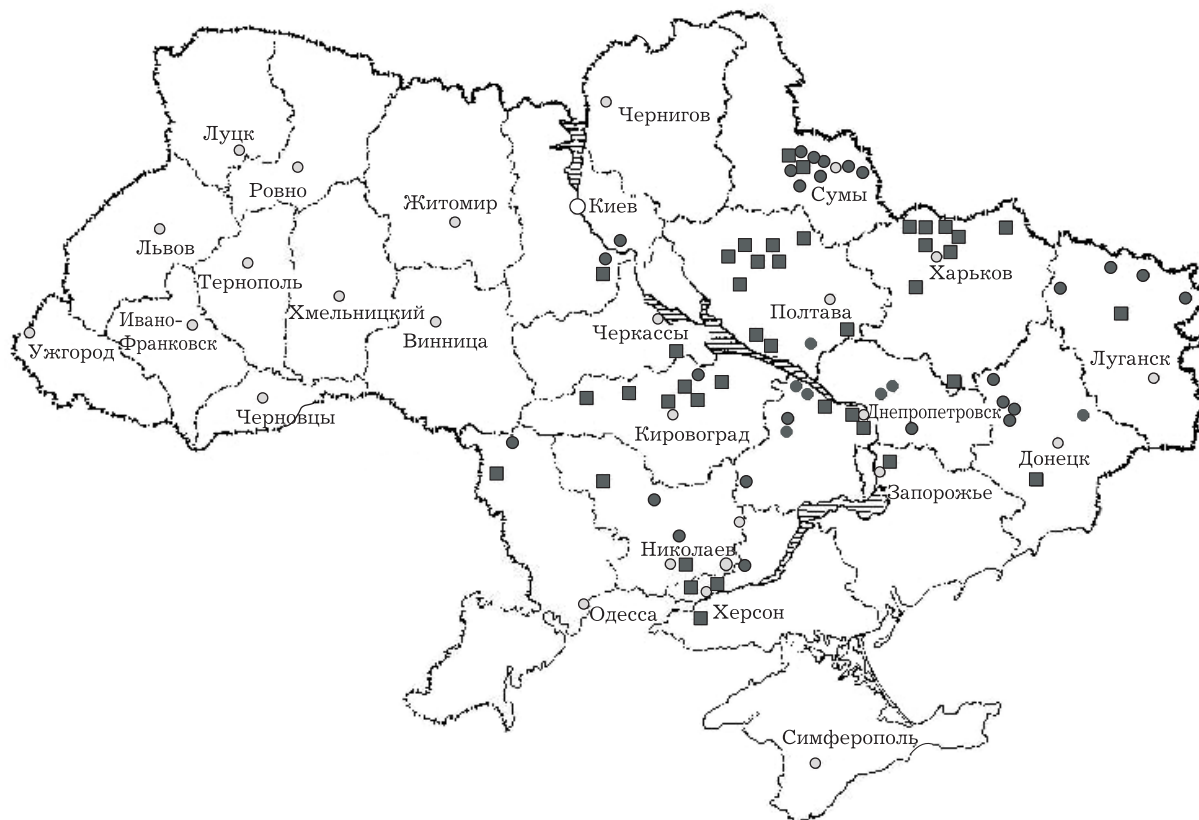 Чернигов
Луцк
Ровно
Сумы
Житомир
Киев
Львов
Харьков
Тернополь
Хмельницкий
Полтава
Ивано-
Франковск
Черкассы
Винница
Ужгород
Луганск
Черновцы
Днепропетровск
Кировоград
Донецк
Запорожье
Николаев
Одесса
Херсон
Симферополь